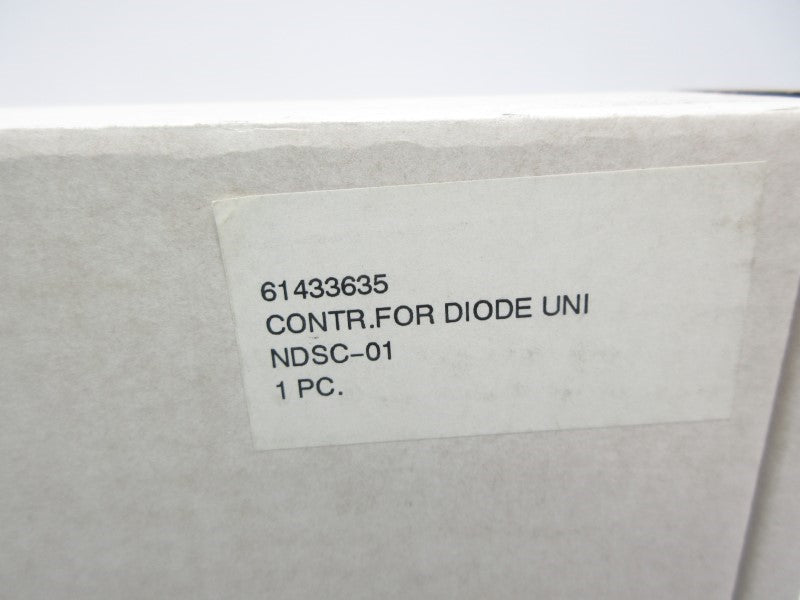 61433635
CONTR.FOR DIODE UNI
NDSC-01
1 PC.